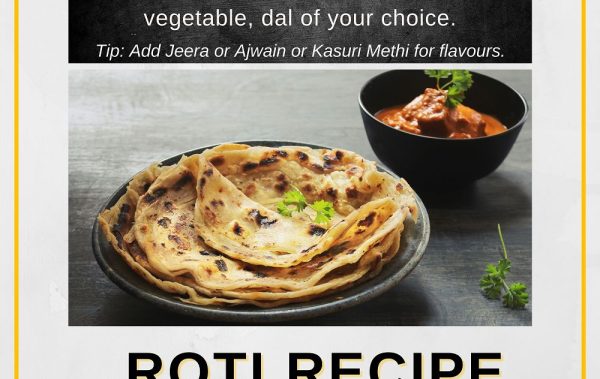 vegetable, dal of your choice.
Tip: Add Jeera or Ajwain or Kasuri Methi for flavours.
ROTI RECIPE